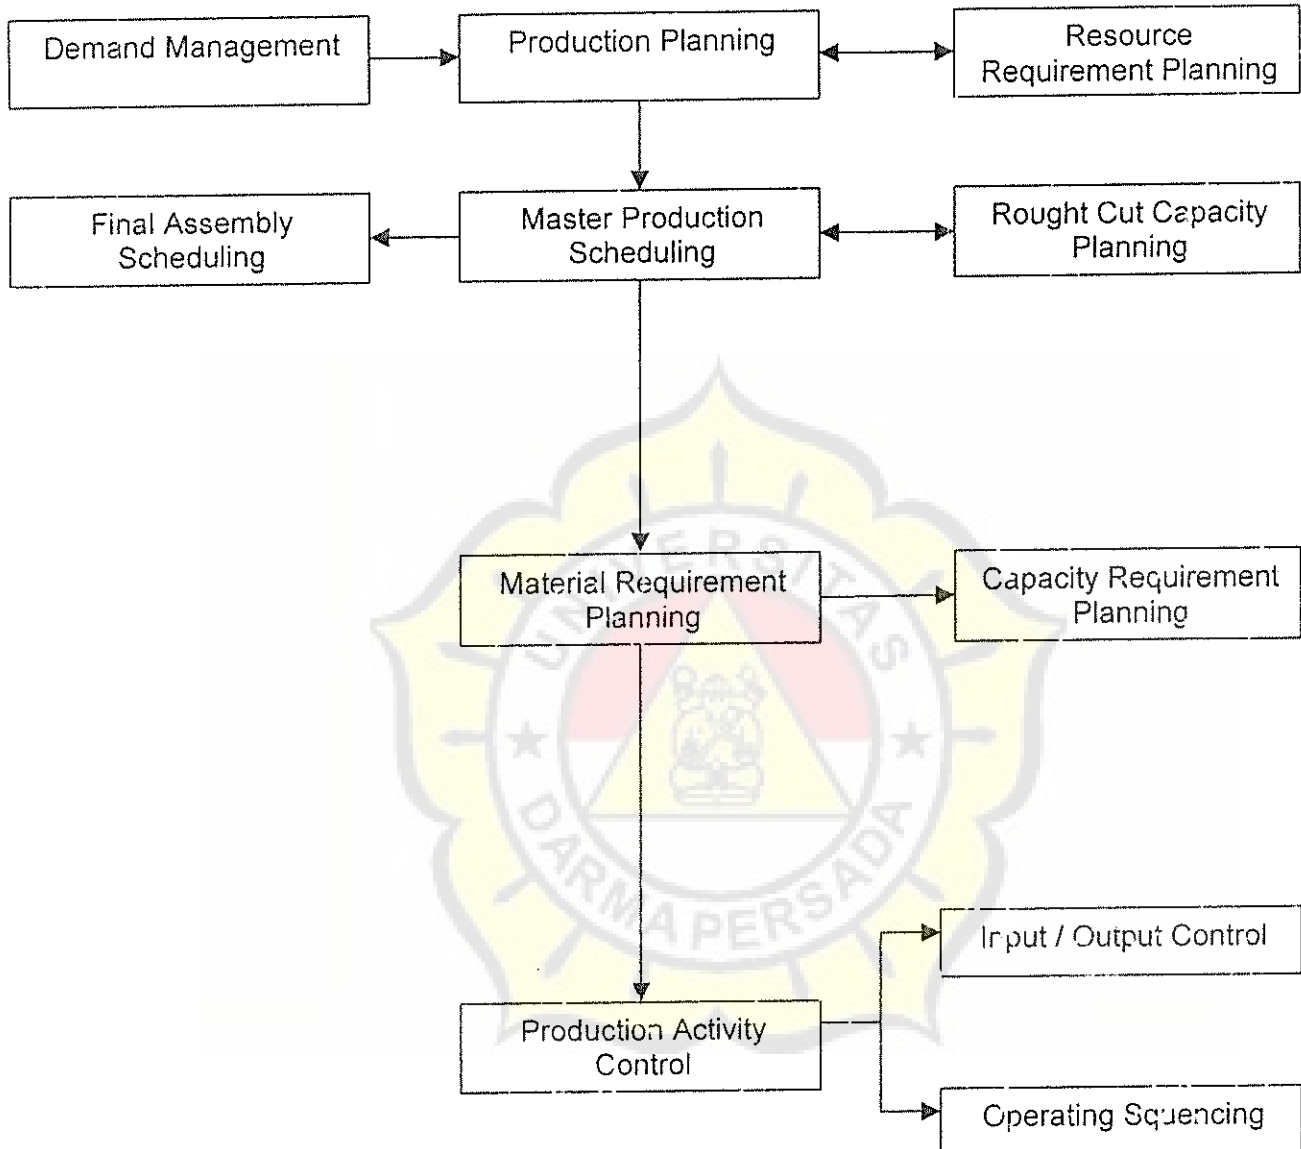 Demand Management
Production Planning
Resource
Requirement Planning
Final Assembly
Scheduling
Master Production
Scheduling
Rought Cut Capacity
Planning
Material Requirement
Planning
Capacity Requirement
Planning
UNIVERSITAS
DARMA PERSADA
Input / Output Control
Production Activity
Control
Operating Squencing